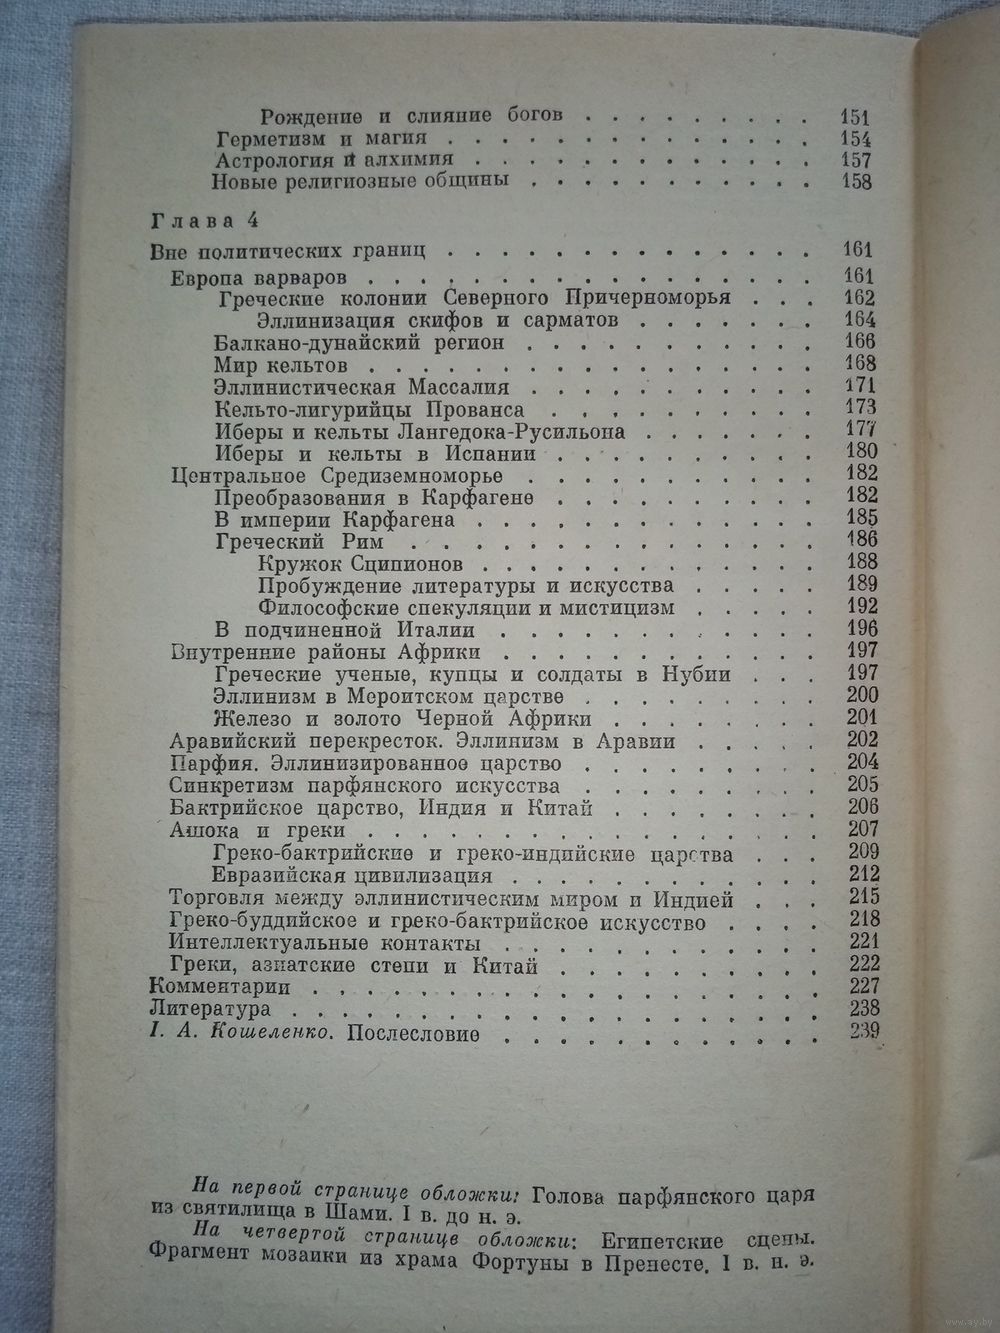 Рождение и слияние богов . . . . . . . . . 151
Герметизм и магия . . . . . . . . . . . . . 154
Астрология и алхимия . . . . . . . . . . . . 157
Новые религиозные общины . . . . . . . . . . 158
Глава 4
Вне политических границ . . . . . . . . . . . . . 161
Европа варваров . . . . . . . . . . . . . . . . 161
Греческие колонии Северного Причерноморья . . . 162
Эллинизация скифов и сарматов . . . . . . . 164
Балкано-дунайский регион . . . . . . . . . . . 166
Мир кельтов . . . . . . . . . . . . . . . . 168
Эллинистическая Массалия . . . . . . . . . . . 171
Кельто-лигурийцы Прованса . . . . . . . . . . 173
Иберы и кельты Лангедока-Русильона . . . . . . 177
Иберы и кельты в Испании . . . . . . . . . . 180
Центральное Средиземноморье . . . . . . . . . . . 182
Преобразования в Карфагене . . . . . . . . . . 182
В империи Карфагена . . . . . . . . . . . . . 185
Греческий Рим . . . . . . . . . . . . . . . 186
Кружок Сципионов . . . . . . . . . . . . . 188
Пробуждение литературы и искусства . . . . . 189
Философские спекуляции и мистицизм . . . . . 192
В подчиненной Италии . . . . . . . . . . . . 196
Внутренние районы Африки . . . . . . . . . . . . 197
Греческие ученые, купцы и солдаты в Нубии . . . 197
Эллинизм в Мероитском царстве . . . . . . . . . 200
Железо и золото Черной Африки . . . . . . . . 201
Аравийский перекресток. Эллинизм в Аравии . . . . . 202
Парфия. Эллинизированное царство . . . . . . . . . 204
Синкретизм парфянского искусства . . . . . . . . . 205
Бактрийское царство, Индия и Китай . . . . . . . . 206
Ашока и греки . . . . . . . . . . . . . . . . 207
Греко-бактрийские и греко-индийские царства . . . 209
Евразийская цивилизация . . . . . . . . . . . 212
Торговля между эллинистическим миром и Индией . . . 215
Греко-буддийское и греко-бактрийское искусство . . . . 218
Интеллектуальные контакты . . . . . . . . . . . . 221
Греки, азиатские степи и Китай . . . . . . . . . . 222
Комментарии . . . . . . . . . . . . . . . . . . 227
Литература . . . . . . . . . . . . . . . . . . . 238
Г. А. Кошеленко. Послесловие . . . . . . . . . . . . 239
На первой странице обложки: Голова парфянского царя
из святилища в Шами. I в. до н. э.
На четвертой странице обложки: Египетские сцены.
Фрагмент мозаики из храма Фортуны в Пренесте. I в. н. э.
www.ay.by